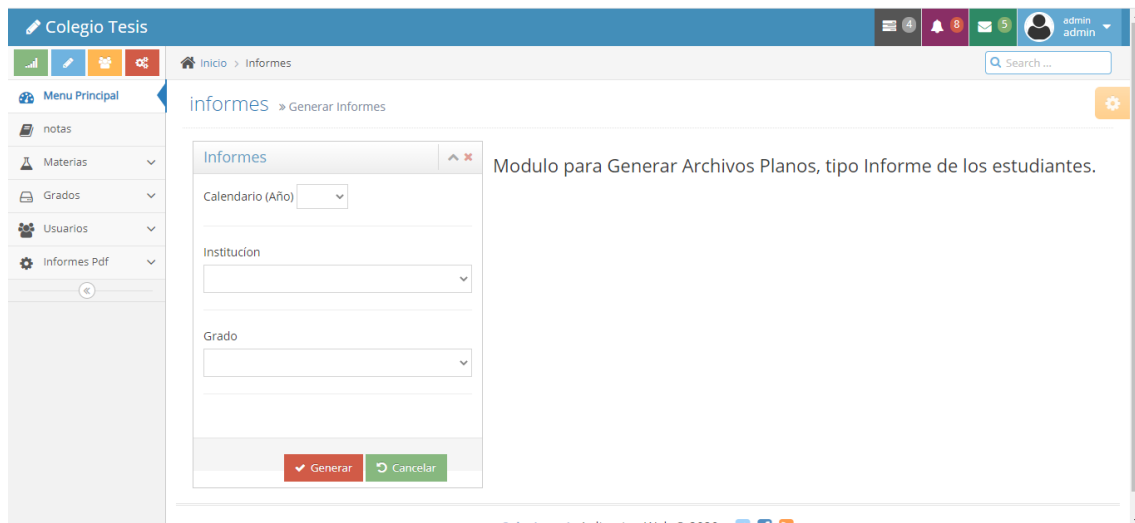 Colegio Tesis
4
8
5
admin
admin
Inicio > Informes
Search ...
Menu Principal
notas
Materias
Grados
Usuarios
Informes Pdf
informes » Generar Informes
Informes
Calendario (Año)
Institucíon
Grado
Generar
Cancelar
Modulo para Generar Archivos Planos, tipo Informe de los estudiantes.